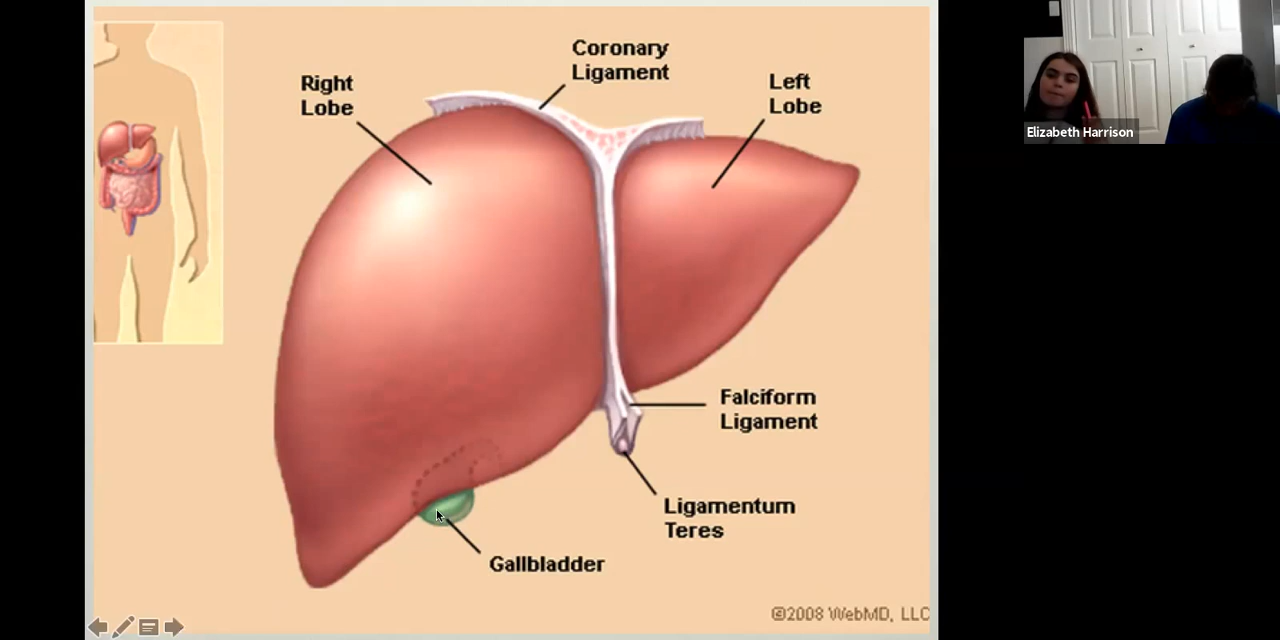 Coronary
Ligament
Right
Lobe
Left
Lobe
Elizabeth Harrison
Falciform
Ligament
Ligamentum
Teres
Gallbladder
©2008 WebMD, LLC